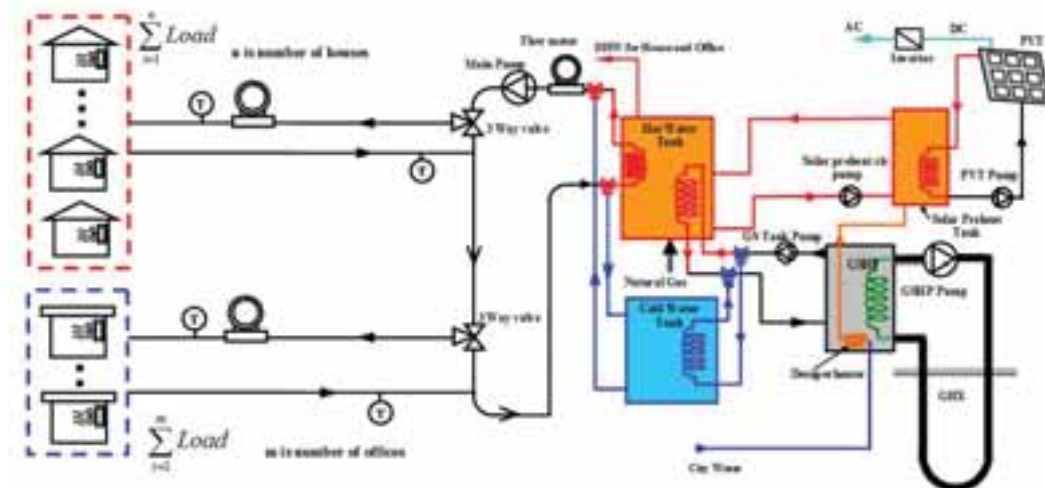 n
∑ Load
i=1
n is number of houses
T
T
3 Way valve
Main Pump
Flow meter
DHW for House and Office
AC
DC
Inverter
PVT
Hot Water
Tank
Solar preheat cir
pump
PVT Pump
Solar Preheat
Tank
GS Tank Pump
GSHP
GSHP Pump
Natural Gas
Cold Water
Tank
Desuperheater
GHX
City Water
T
3 Way valve
T
m
∑ Load
m is number of offices